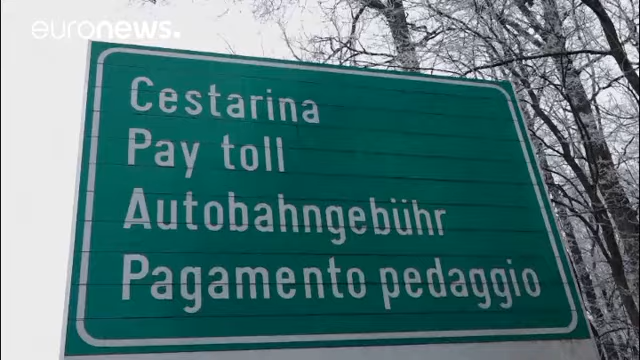 euronews.
Cestarina
Pay toll
Autobahngebühr
Pagamento pedaggio